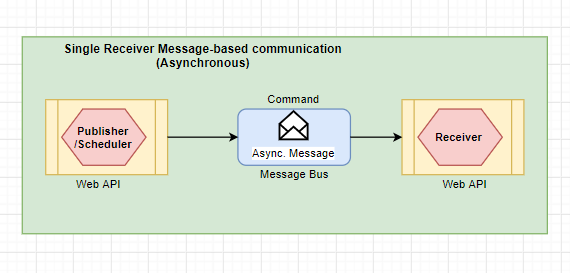 Single Receiver Message-based communication
(Asynchronous)
Command
Publisher
/Scheduler
Async. Message
Receiver
Web API
Message Bus
Web API